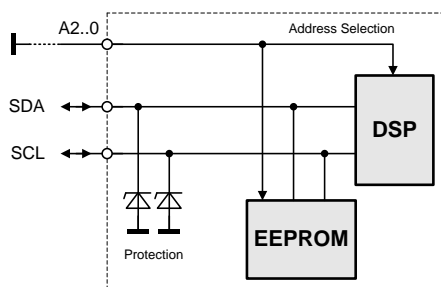 A2..0
Address Selection
SDA
DSP
SCL
EEPROM
Protection